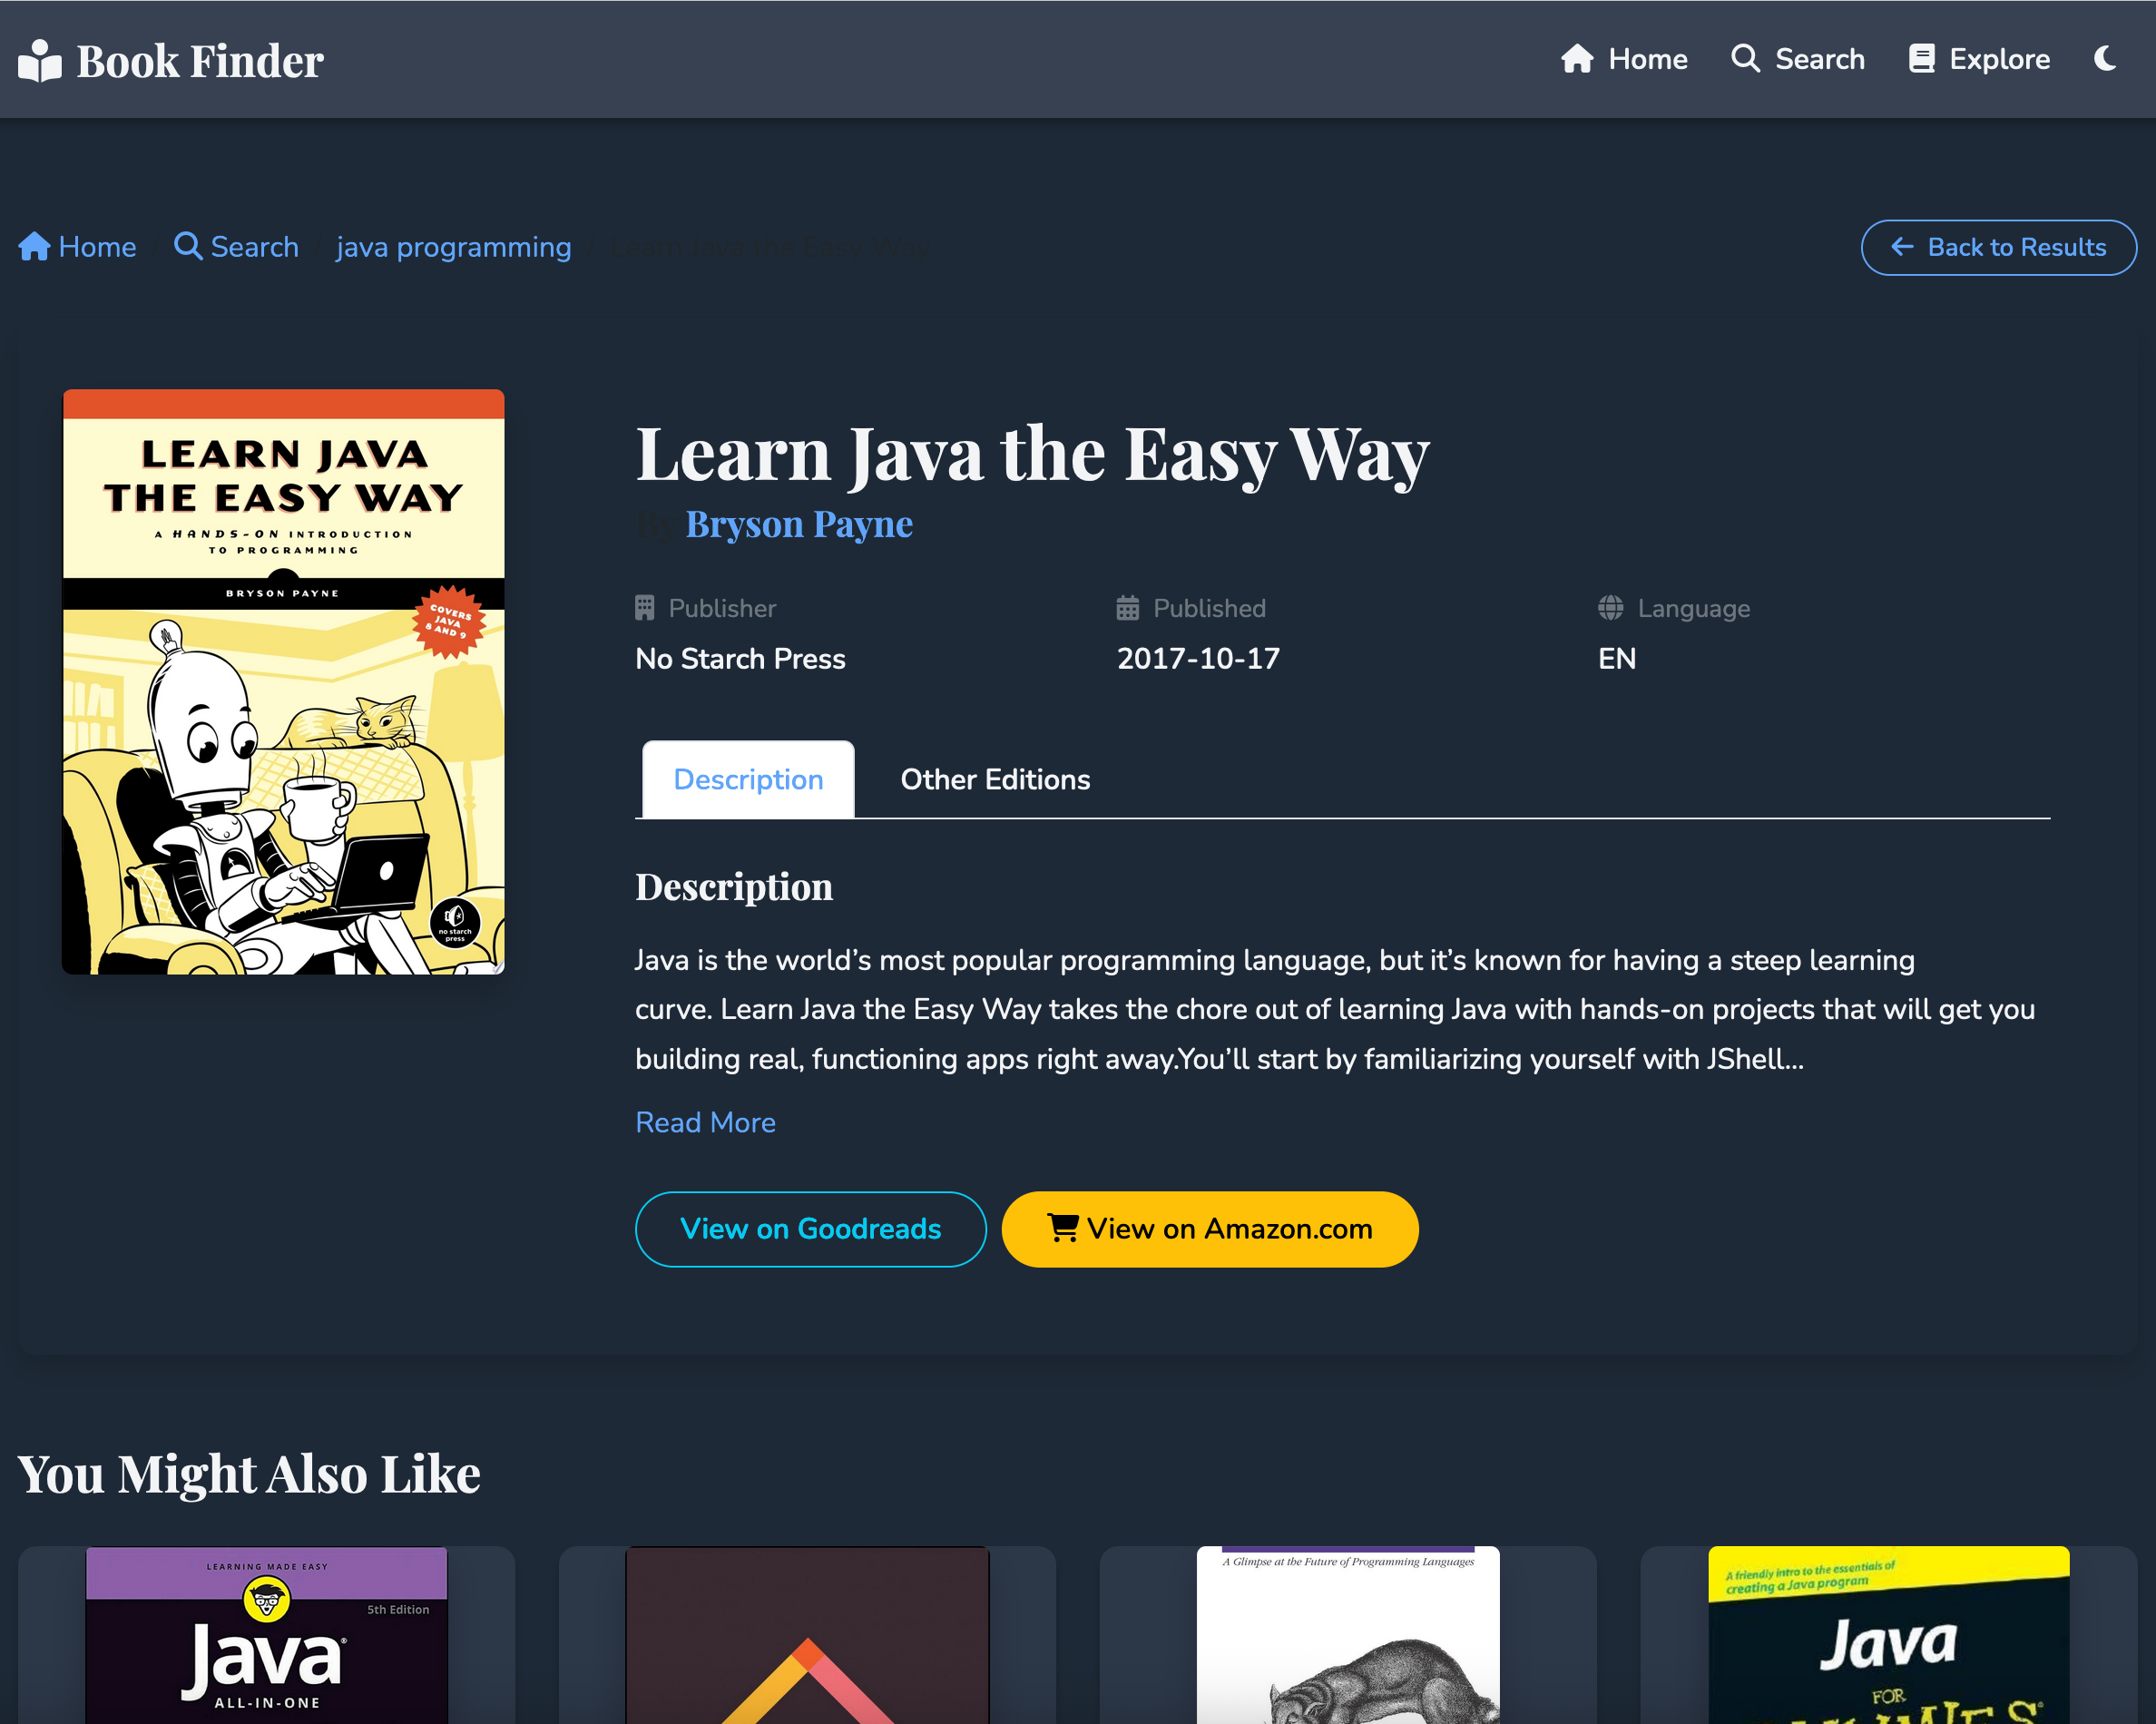 Book Finder
Home
Search
Explore
Home / Search / java programming / Learn Java the Easy Way
Back to Results
LEARN JAVA
THE EASY WAY
A HANDS-ON INTRODUCTION
TO PROGRAMMING
BRYSON PAYNE
COVERS
JAVA
8 AND 9
no starch
press
Learn Java the Easy Way
By Bryson Payne
Publisher
No Starch Press
Published
2017-10-17
Language
EN
Description
Other Editions
Description
Java is the world’s most popular programming language, but it’s known for having a steep learning
curve. Learn Java the Easy Way takes the chore out of learning Java with hands-on projects that will get you
building real, functioning apps right away.You’ll start by familiarizing yourself with JShell...
Read More
View on Goodreads
View on Amazon.com
You Might Also Like
LEARNING MADE EASY
5th Edition
Java®
ALL-IN-ONE
A Glimpse at the Future of Programming Languages
A friendly intro to the essentials of
creating a Java program
Java
FOR